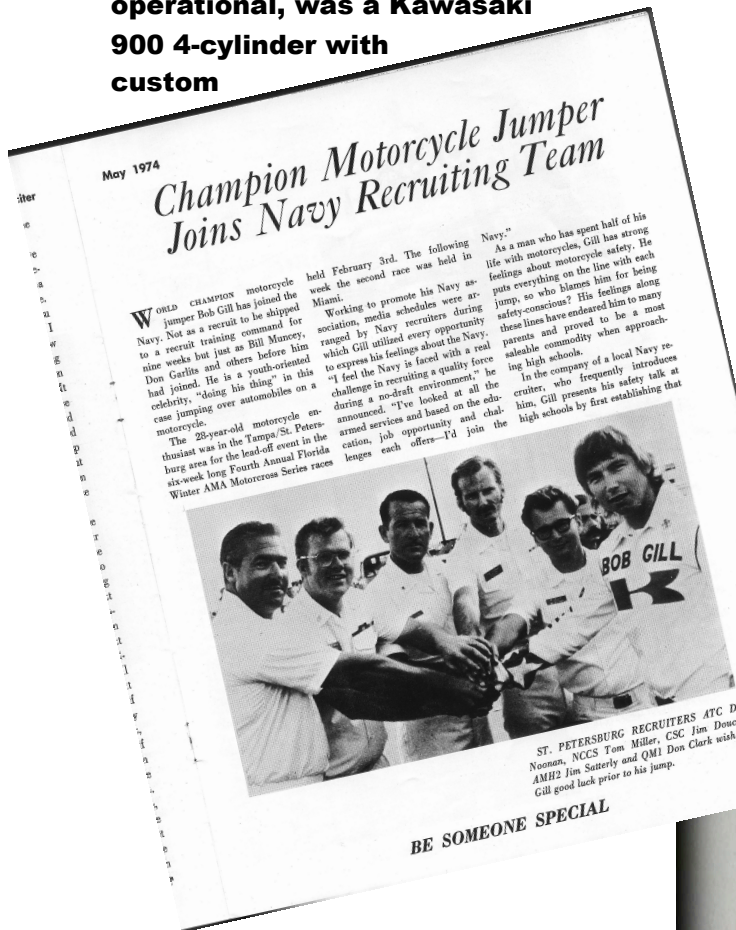 operational, was a Kawasaki
900 4-cylinder with
custom
May 1974
Champion Motorcycle Jumper
Joins Navy Recruiting Team
WORLD CHAMPION motorcycle
jumper Bob Gill has joined the
Navy. Not as a recruit to be shipped
to a recruit training command for
nine weeks but just as Bill Muncey,
Don Garlits and others before him
had joined. He is a youth-oriented
celebrity, "doing his thing" in this
case jumping over automobiles on a
motorcycle.
The 28-year-old motorcycle en-
thusiast was in the Tampa/St. Peters-
burg area for the lead-off event in the
six-week long Fourth Annual Florida
Winter AMA Motorcross Series races
held February 3rd. The following
week the second race was held in
Miami.
Working to promote his Navy as-
sociation, media schedules were ar-
ranged by Navy recruiters during
which Gill utilized every opportunity
to express his feelings about the Navy.
"I feel the Navy is faced with a real
challenge in recruiting a quality force
during a no-draft environment," he
announced. "I've looked at all the
armed services and based on the edu-
cation, job opportunity and chal-
lenges each offers—I'd join the
Navy."
As a man who has spent half of his
life with motorcycles, Gill has strong
feelings about motorcycle safety. He
puts everything on the line with each
jump, so who blames him for being
safety-conscious? His feelings along
these lines have endeared him to many
parents and proved to be a most
saleable commodity when approach-
ing high schools.
In the company of a local Navy re-
cruiter, who frequently introduces
him, Gill presents his safety talk at
high schools by first establishing that
BOB GILL
K
ST. PETERSBURG RECRUITERS ATC D
Noonan, NCCS Tom Miller, CSC Jim Douc
AMH2 Jim Satterly and QM1 Don Clark wish
Gill good luck prior to his jump.
BE SOMEONE SPECIAL